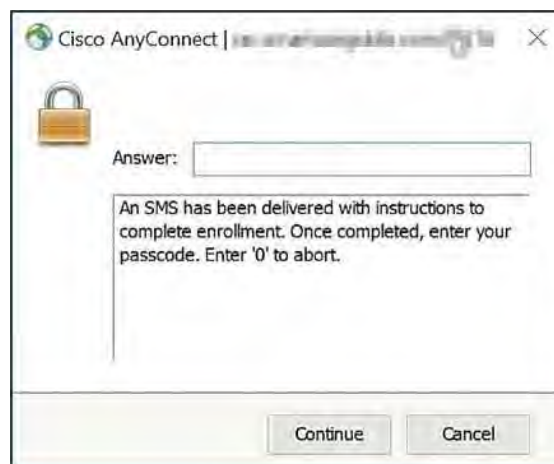 Cisco AnyConnect |
Answer:
An SMS has been delivered with instructions to
complete enrollment. Once completed, enter your
passcode. Enter '0' to abort.
Continue Cancel